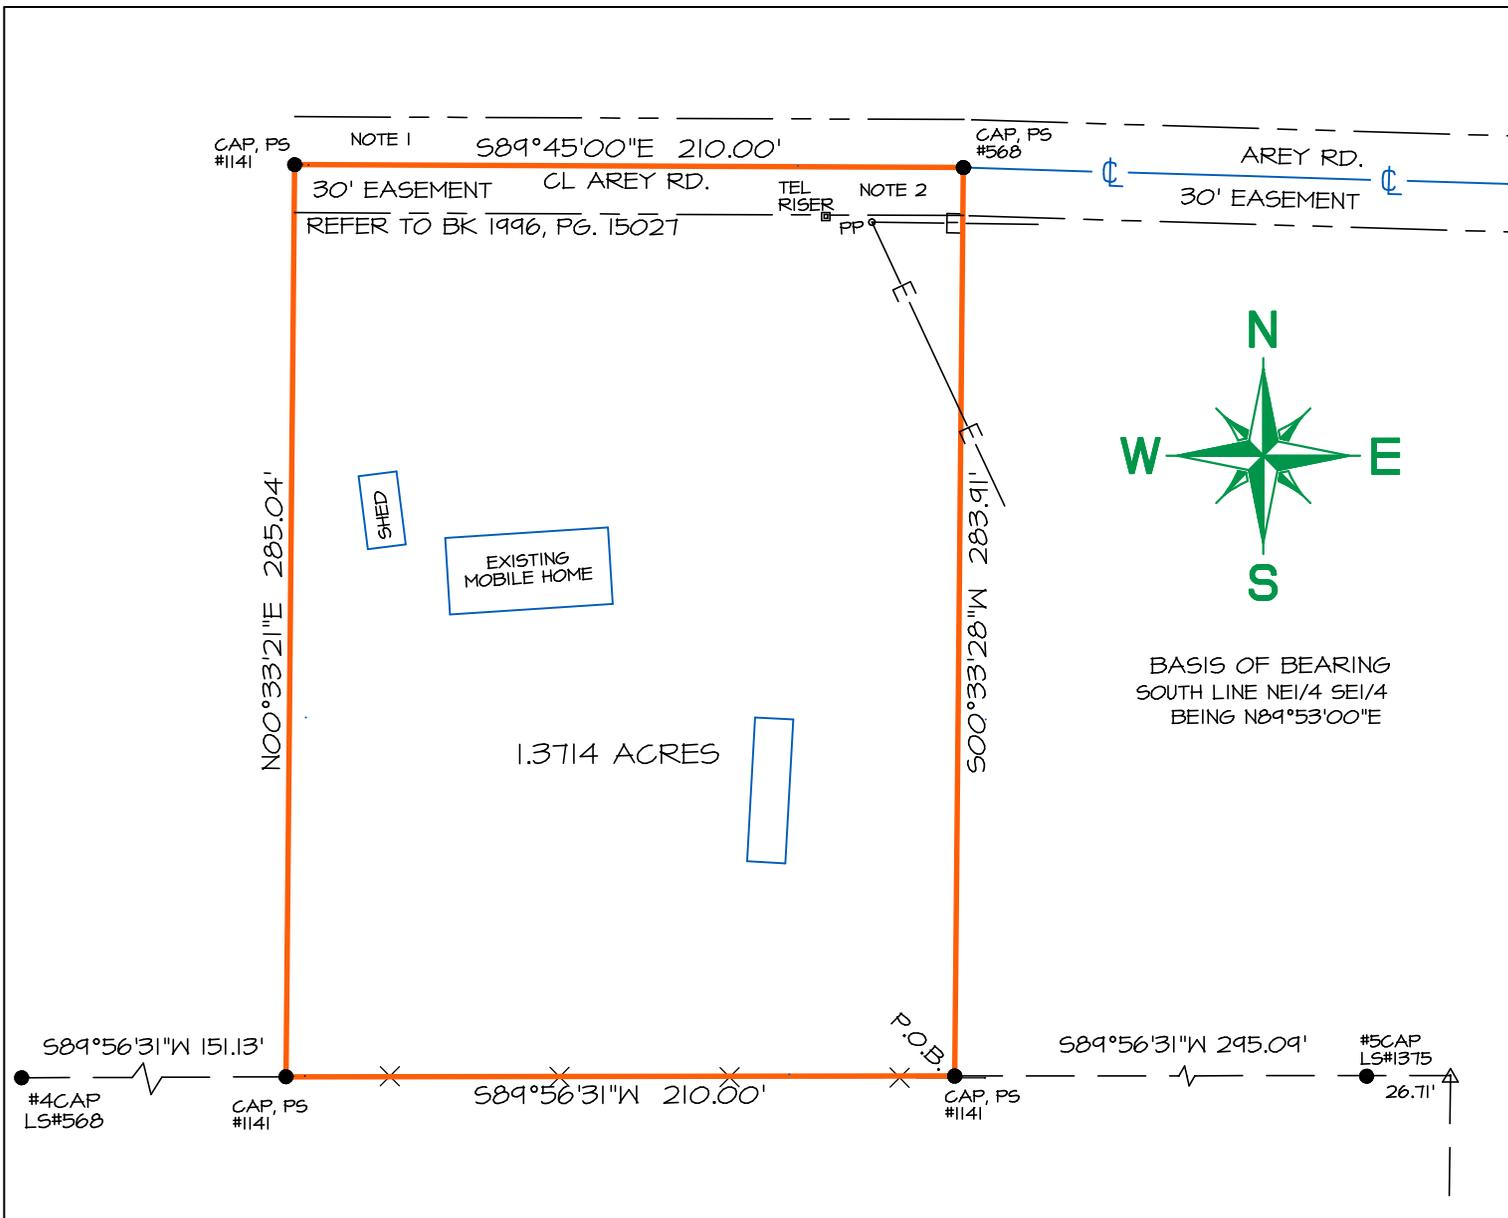 NOTE 1
S89°45'00"E 210.00'
CAP, PS
#1141
CAP, PS
#568
AREY RD.
30' EASEMENT
CL AREY RD.
TEL
RISER
NOTE 2
30' EASEMENT
REFER TO BK 1996, PG. 15027
PP
E
E
E
N
W
E
S
N00°33'21"E 285.04'
SHED
EXISTING
MOBILE HOME
S00°33'28"W 283.91'
BASIS OF BEARING
SOUTH LINE NE1/4 SE1/4
BEING N89°53'00"E
1.3714 ACRES
P.O.B.
S89°56'31"W 151.13'
S89°56'31"W 295.09'
#5CAP
LS#1375
26.71'
#4CAP
LS#568
CAP, PS
#1141
S89°56'31"W 210.00'
CAP, PS
#1141